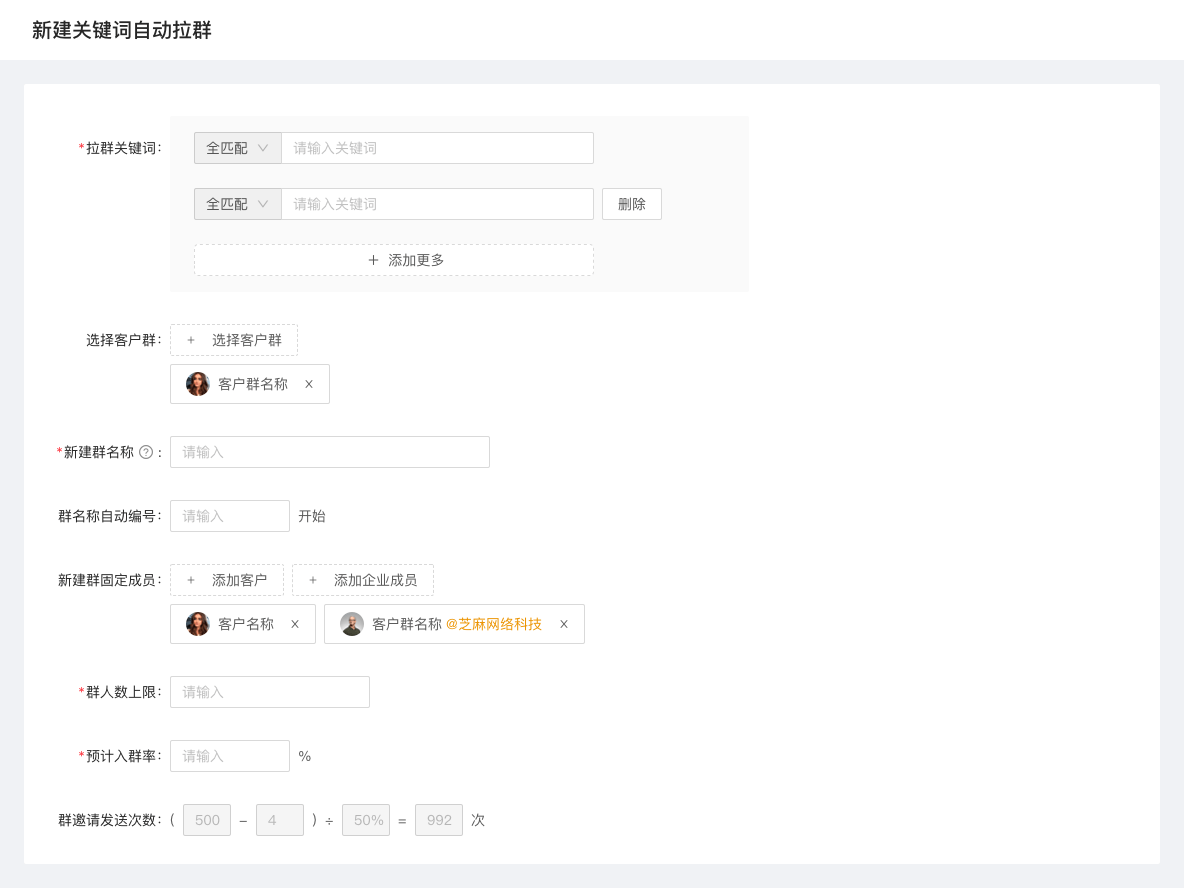 新建关键词自动拉群
*拉群关键词: 全匹配 请输入关键词
全匹配 请输入关键词 删除
+ 添加更多
选择客户群: + 选择客户群
客户群名称 x
*新建群名称 ? : 请输入
群名称自动编号: 请输入 开始
新建群固定成员: + 添加客户 + 添加企业成员
客户名称 x 客户群名称 @芝麻网络科技 x
*群人数上限: 请输入
*预计入群率: 请输入 %
群邀请发送次数: ( 500 – 4 ) ÷ 50% = 992 次